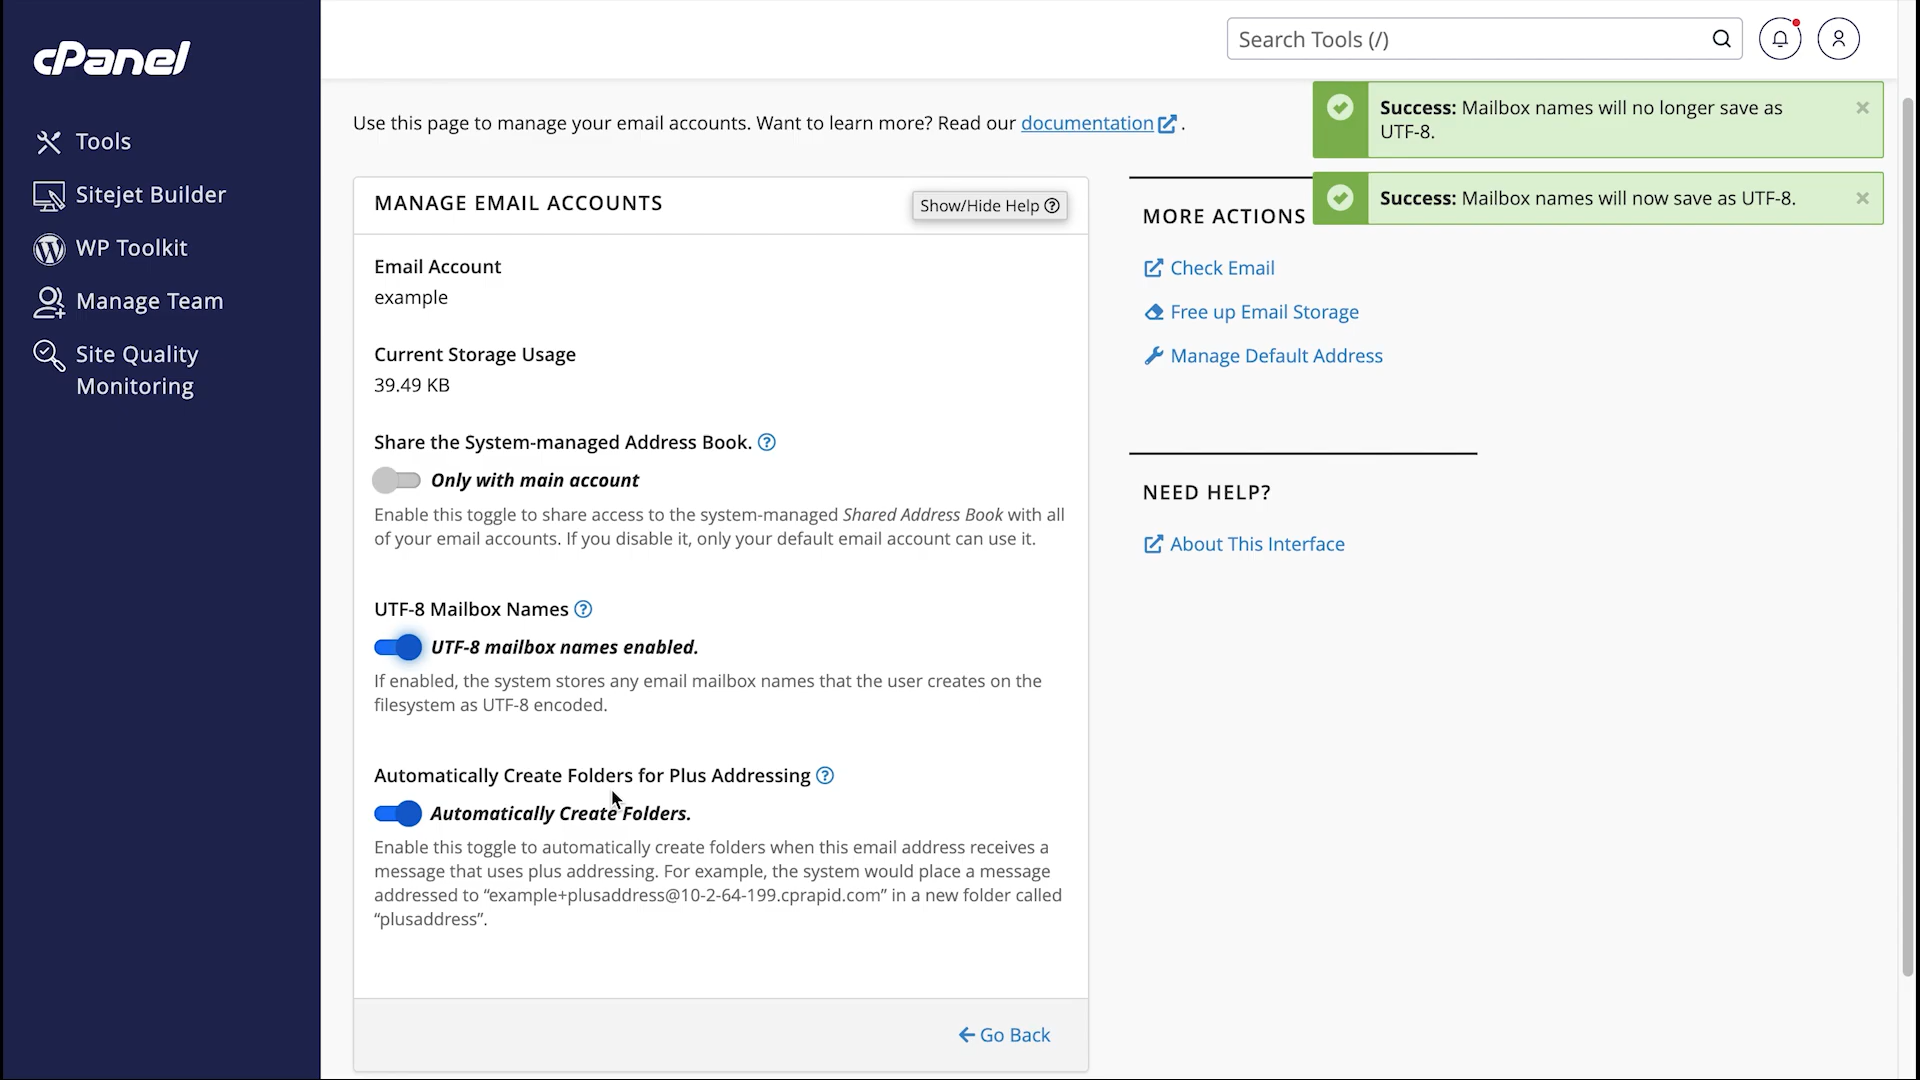 cPanel
Tools
Sitejet Builder
WP Toolkit
Manage Team
Site Quality
Monitoring
Search Tools (/)
Success: Mailbox names will no longer save as
UTF-8.
Success: Mailbox names will now save as UTF-8.
Use this page to manage your email accounts. Want to learn more? Read our documentation .
MANAGE EMAIL ACCOUNTS
Show/Hide Help
Email Account
example
Current Storage Usage
39.49 KB
Share the System-managed Address Book.
Only with main account
Enable this toggle to share access to the system-managed Shared Address Book with all
of your email accounts. If you disable it, only your default email account can use it.
UTF-8 Mailbox Names
UTF-8 mailbox names enabled.
If enabled, the system stores any email mailbox names that the user creates on the
filesystem as UTF-8 encoded.
Automatically Create Folders for Plus Addressing
Automatically Create Folders.
Enable this toggle to automatically create folders when this email address receives a
message that uses plus addressing. For example, the system would place a message
addressed to “example+plusaddress@10-2-64-199.cprapid.com” in a new folder called
“plusaddress”.
Go Back
MORE ACTIONS
Check Email
Free up Email Storage
Manage Default Address
NEED HELP?
About This Interface